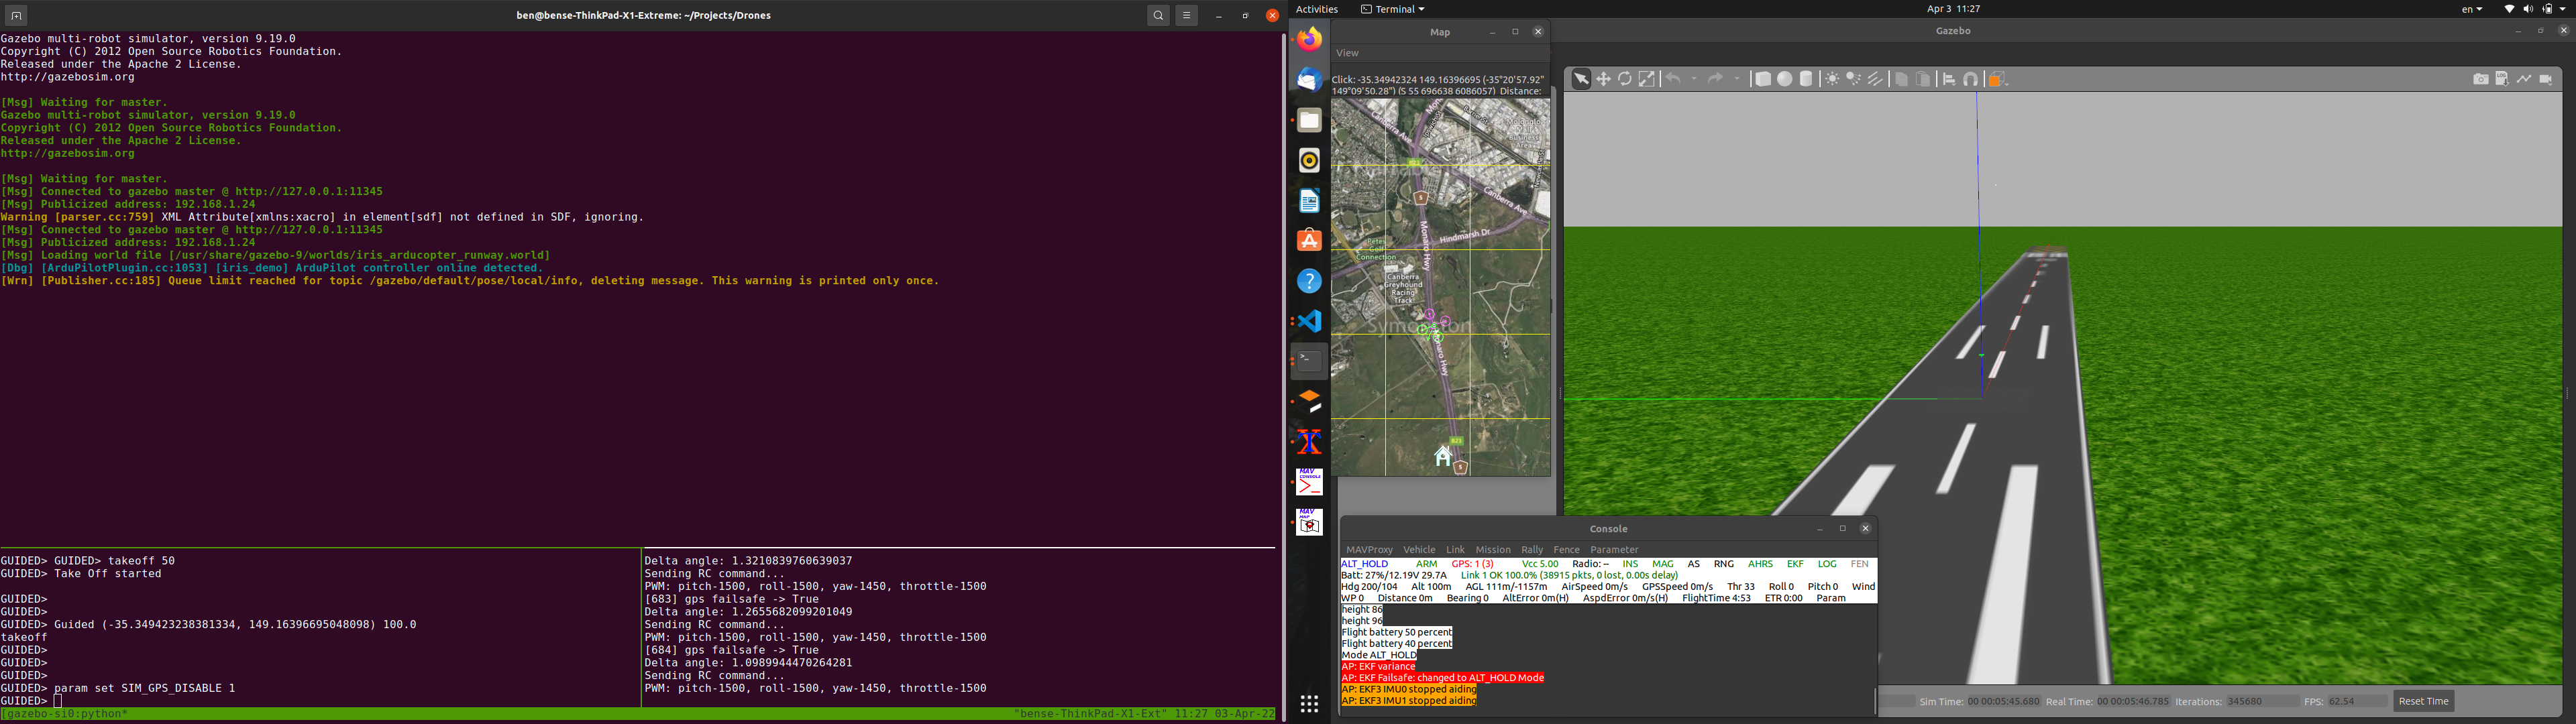 ben@bense-ThinkPad-X1-Extreme: ~/Projects/Drones
Gazebo multi-robot simulator, version 9.19.0
Copyright (C) 2012 Open Source Robotics Foundation.
Released under the Apache 2 License.
http://gazebosim.org
[Msg] Waiting for master.
Gazebo multi-robot simulator, version 9.19.0
Copyright (C) 2012 Open Source Robotics Foundation.
Released under the Apache 2 License.
http://gazebosim.org
[Msg] Waiting for master.
[Msg] Connected to gazebo master @ http://127.0.0.1:11345
[Msg] Publicized address: 192.168.1.24
Warning [parser.cc:759] XML Attribute[xmlns:xacro] in element[sdf] not defined in SDF, ignoring.
[Msg] Connected to gazebo master @ http://127.0.0.1:11345
[Msg] Publicized address: 192.168.1.24
[Msg] Loading world file [/usr/share/gazebo-9/worlds/iris_arducopter_runway.world]
[Dbg] [ArduPilotPlugin.cc:1053] [iris_demo] ArduPilot controller online detected.
[Wrn] [Publisher.cc:185] Queue limit reached for topic /gazebo/default/pose/local/info, deleting message. This warning is printed only once.
GUIDED> GUIDED> takeoff 50
GUIDED> Take Off started
GUIDED>
GUIDED>
GUIDED> Guided (-35.349423238381334, 149.16396695048098) 100.0
takeoff
GUIDED>
GUIDED>
GUIDED>
GUIDED> param set SIM_GPS_DISABLE 1
GUIDED>
Delta angle: 1.3210839760639037
Sending RC command...
PWM: pitch-1500, roll-1500, yaw-1450, throttle-1500
[683] gps failsafe -> True
Delta angle: 1.2655682099201049
Sending RC command...
PWM: pitch-1500, roll-1500, yaw-1450, throttle-1500
[684] gps failsafe -> True
Delta angle: 1.0989944470264281
Sending RC command...
PWM: pitch-1500, roll-1500, yaw-1450, throttle-1500
[gazebo-si0:python*
"bense-ThinkPad-X1-Ext" 11:27 03-Apr-22
Activities
Terminal
Apr 3 11:27
en
Map
View
Click: -35.34942324 149.16396695 (-35°20'57.92"
149°09'50.28") (S 55 696638 6086057) Distance:
Canberra Ave
Canberra Ave
Hindmarsh Dr
Monaro Hwy
Golf
Connection
Canberra
Greyhound
Racing
Track
Symonston
Monaro Hwy
B23
MAV
CONSOLE
MAV
MAP
Gazebo
LOG
Console
MAVProxy Vehicle Link Mission Rally Fence Parameter
ALT_HOLD ARM GPS: 1 (3) Vcc 5.00 Radio: -- INS MAG AS RNG AHRS EKF LOG FEN
Batt: 27%/12.19V 29.7A Link 1 OK 100.0% (38915 pkts, 0 lost, 0.00s delay)
Hdg 200/104 Alt 100m AGL 111m/-1157m AirSpeed 0m/s GPSSpeed 0m/s Thr 33 Roll 0 Pitch 0 Wind
WP 0 Distance 0m Bearing 0 AltError 0m(H) AspdError 0m/s(H) FlightTime 4:53 ETR 0:00 Param
height 86
height 96
Flight battery 50 percent
Flight battery 40 percent
Mode ALT_HOLD
AP: EKF variance
AP: EKF Failsafe: changed to ALT_HOLD Mode
AP: EKF3 IMU0 stopped aiding
AP: EKF3 IMU1 stopped aiding
Sim Time: 00 00:05:45.680 Real Time: 00 00:05:46.785 Iterations: 345680 FPS: 62.54 Reset Time